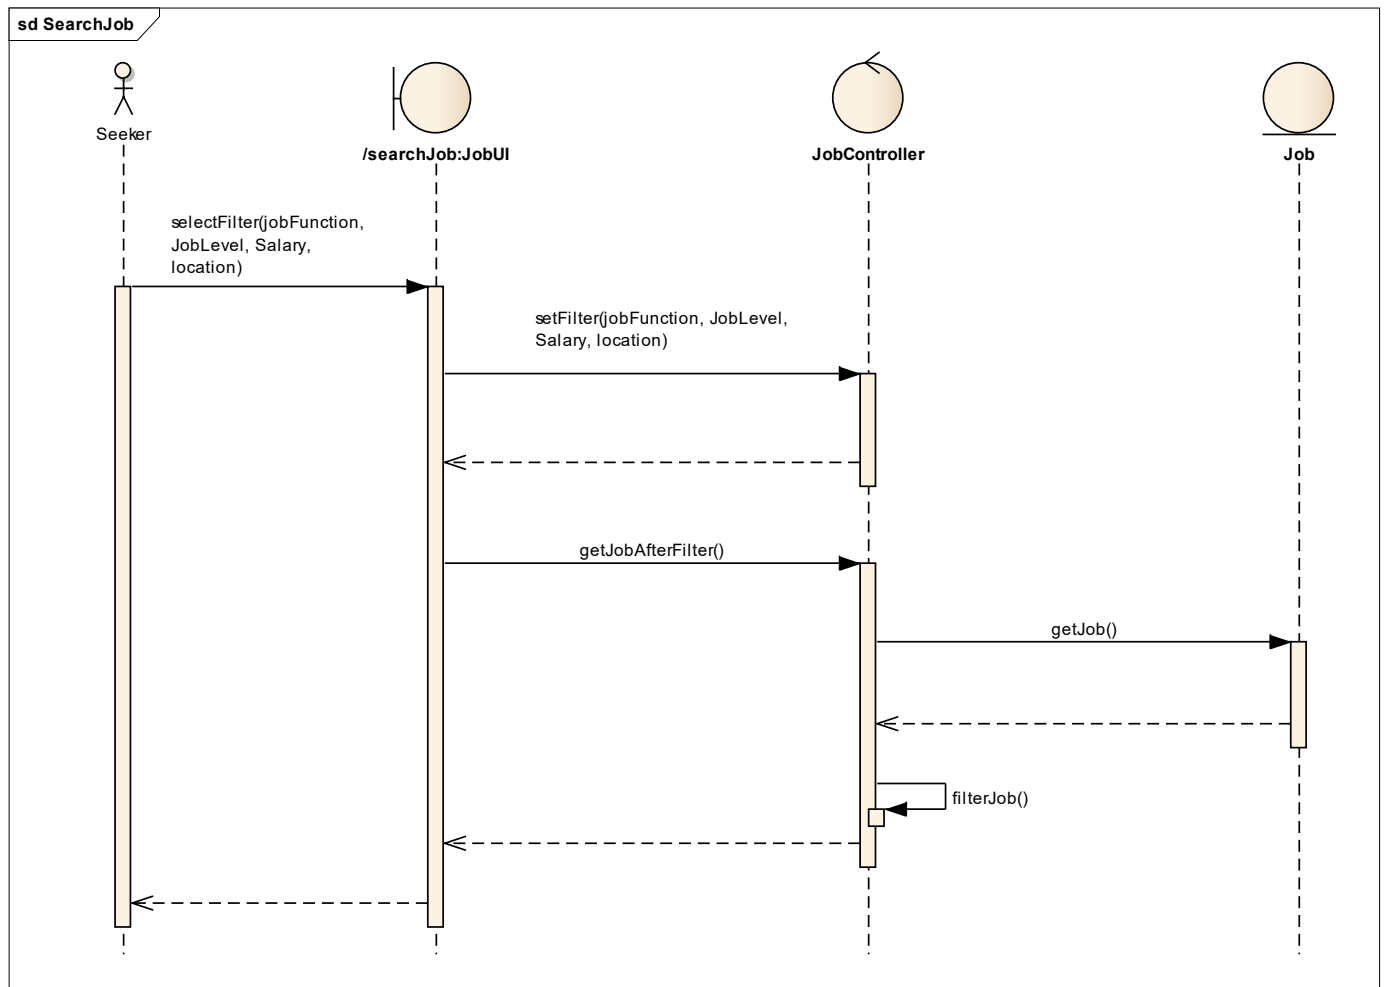 sd SearchJob
Seeker
/searchJob:JobUI
JobController
Job
selectFilter(jobFunction,
JobLevel, Salary,
location)
setFilter(jobFunction, JobLevel,
Salary, location)
getJobAfterFilter()
getJob()
filterJob()